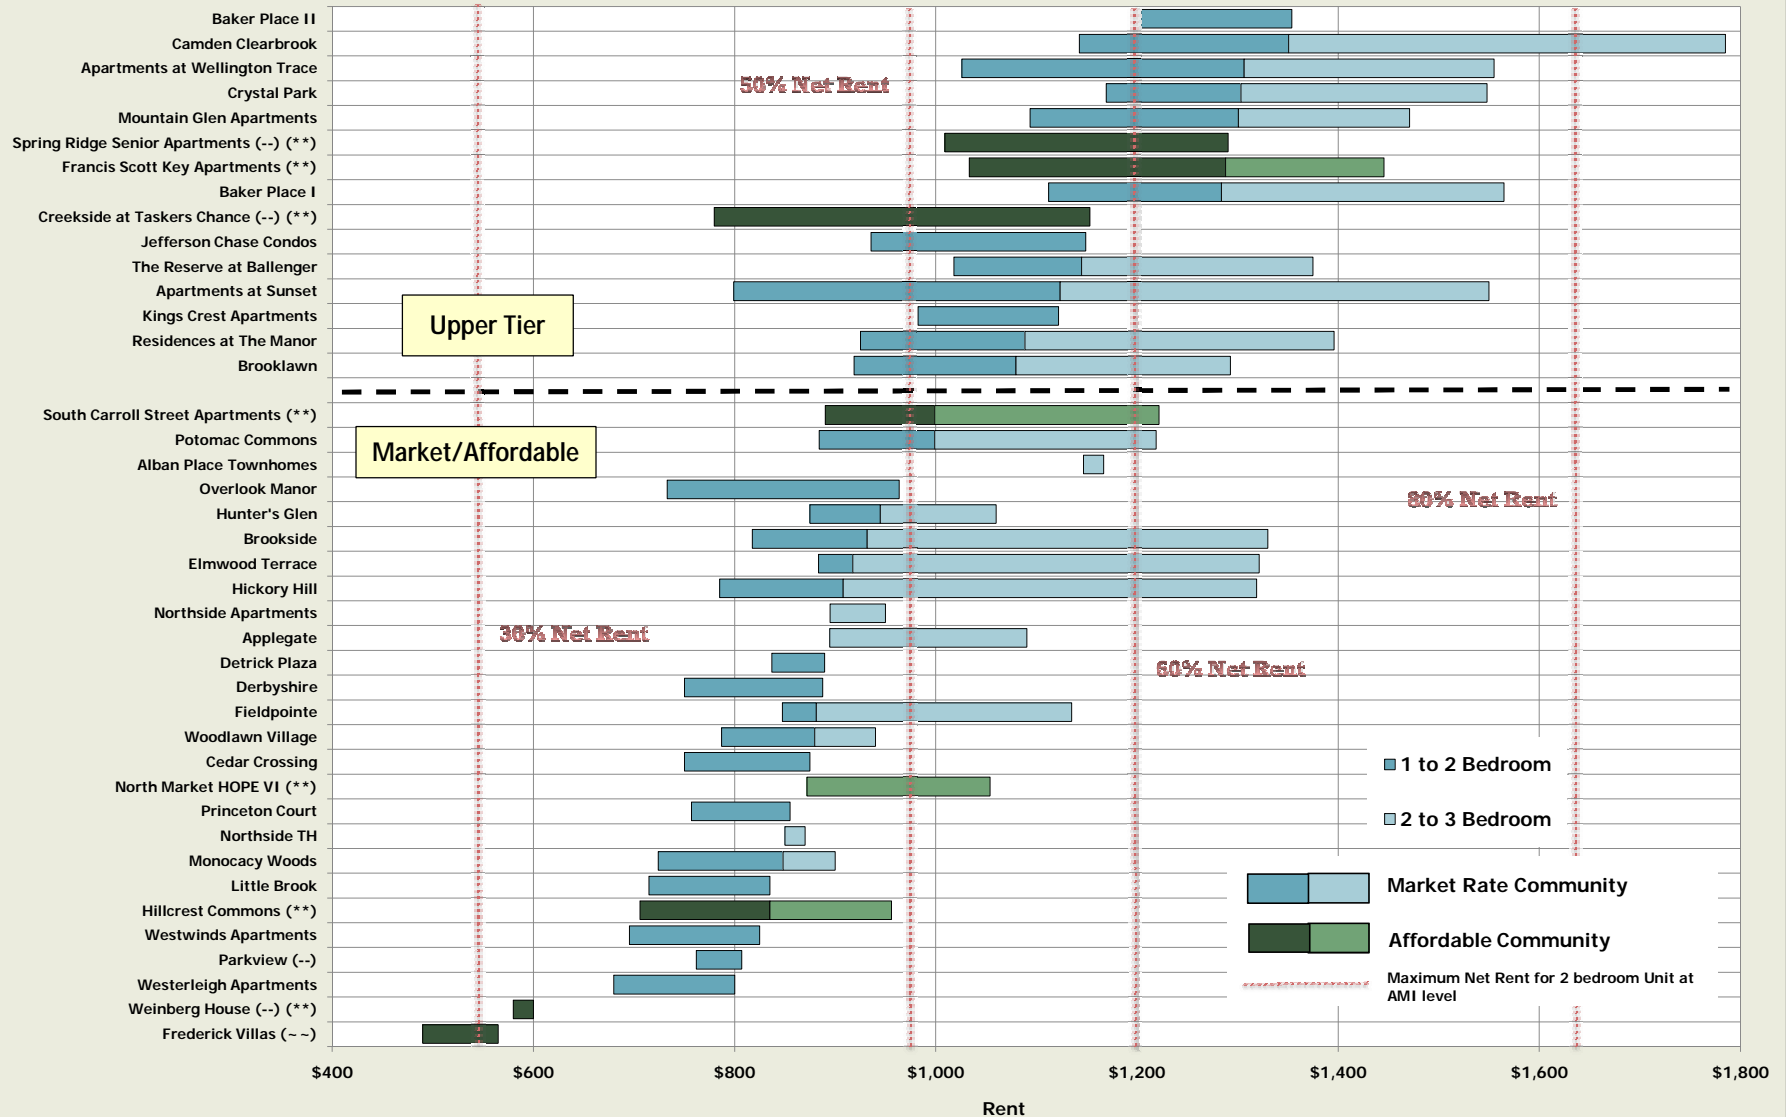 Baker Place II
Camden Clearbrook
Apartments at Wellington Trace
50% Net Rent
Crystal Park
Mountain Glen Apartments
Spring Ridge Senior Apartments (--) (**)
Francis Scott Key Apartments (**)
Baker Place I
Creekside at Taskers Chance (--) (**)
Jefferson Chase Condos
The Reserve at Ballenger
Apartments at Sunset
Kings Crest Apartments
Upper Tier
Residences at The Manor
Brooklawn
South Carroll Street Apartments (**)
Potomac Commons
Market/Affordable
Alban Place Townhomes
Overlook Manor
80% Net Rent
Hunter's Glen
Brookside
Elmwood Terrace
Hickory Hill
Northside Apartments
30% Net Rent
Applegate
Detrick Plaza
60% Net Rent
Derbyshire
Fieldpointe
Woodlawn Village
Cedar Crossing
1 to 2 Bedroom
North Market HOPE VI (**)
Princeton Court
2 to 3 Bedroom
Northside TH
Monocacy Woods
Little Brook
Market Rate Community
Hillcrest Commons (**)
Westwinds Apartments
Affordable Community
Parkview (--)
Westerleigh Apartments
Maximum Net Rent for 2 bedroom Unit at
AMI level
Weinberg House (--) (**)
Frederick Villas (~~)
$400 $600 $800 $1,000 $1,200 $1,400 $1,600 $1,800
Rent